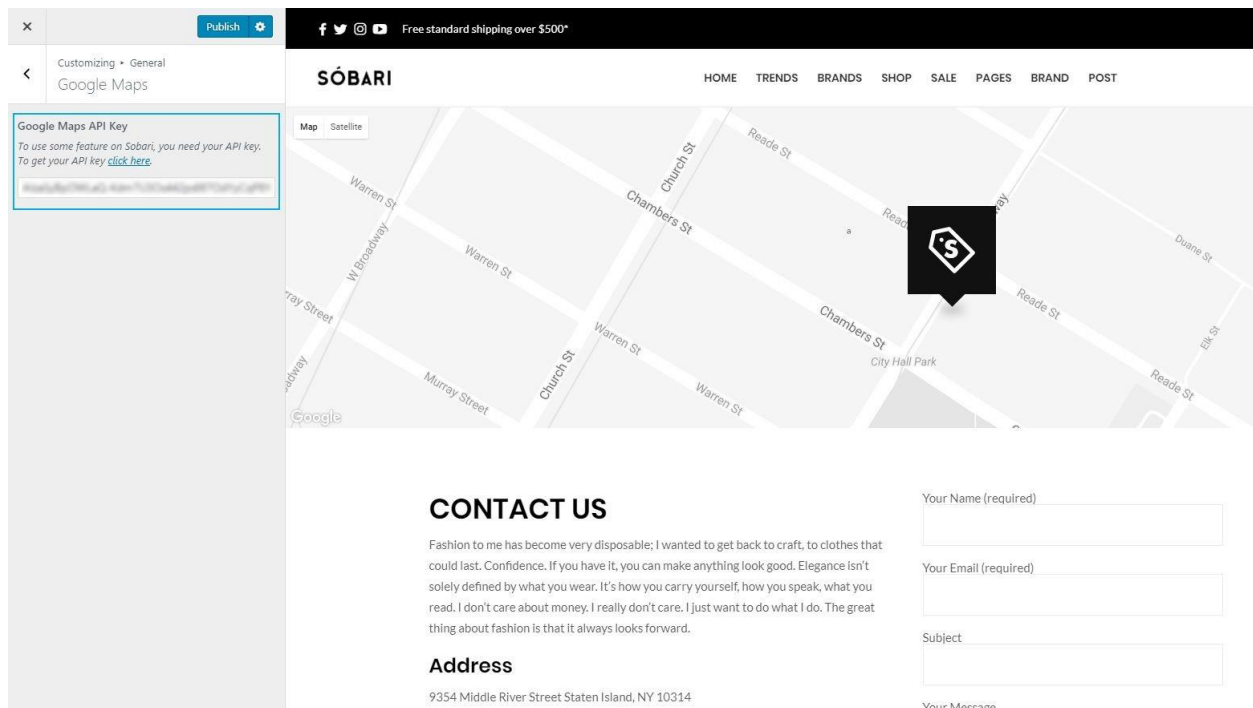 Publish
Customizing ▸ General
Google Maps
Google Maps API Key
To use some feature on Sobari, you need your API key.
To get your API key click here.
Free standard shipping over $500*
SÓBARI
HOME TRENDS BRANDS SHOP SALE PAGES BRAND POST
Map Satellite
Reade St
Church St
Warren St
Chambers St
Duane St
W Broadway
Warren St
Reade St
Chambers St
Warren St
Elk St
City Hall Park
Church St
Murray Street
Warren St
Reade St
Google
CONTACT US
Fashion to me has become very disposable; I wanted to get back to craft, to clothes that
could last. Confidence. If you have it, you can make anything look good. Elegance isn't
solely defined by what you wear. It's how you carry yourself, how you speak, what you
read. I don't care about money. I really don't care. I just want to do what I do. The great
thing about fashion is that it always looks forward.
Address
9354 Middle River Street Staten Island, NY 10314
Your Name (required)
Your Email (required)
Subject
Your Message